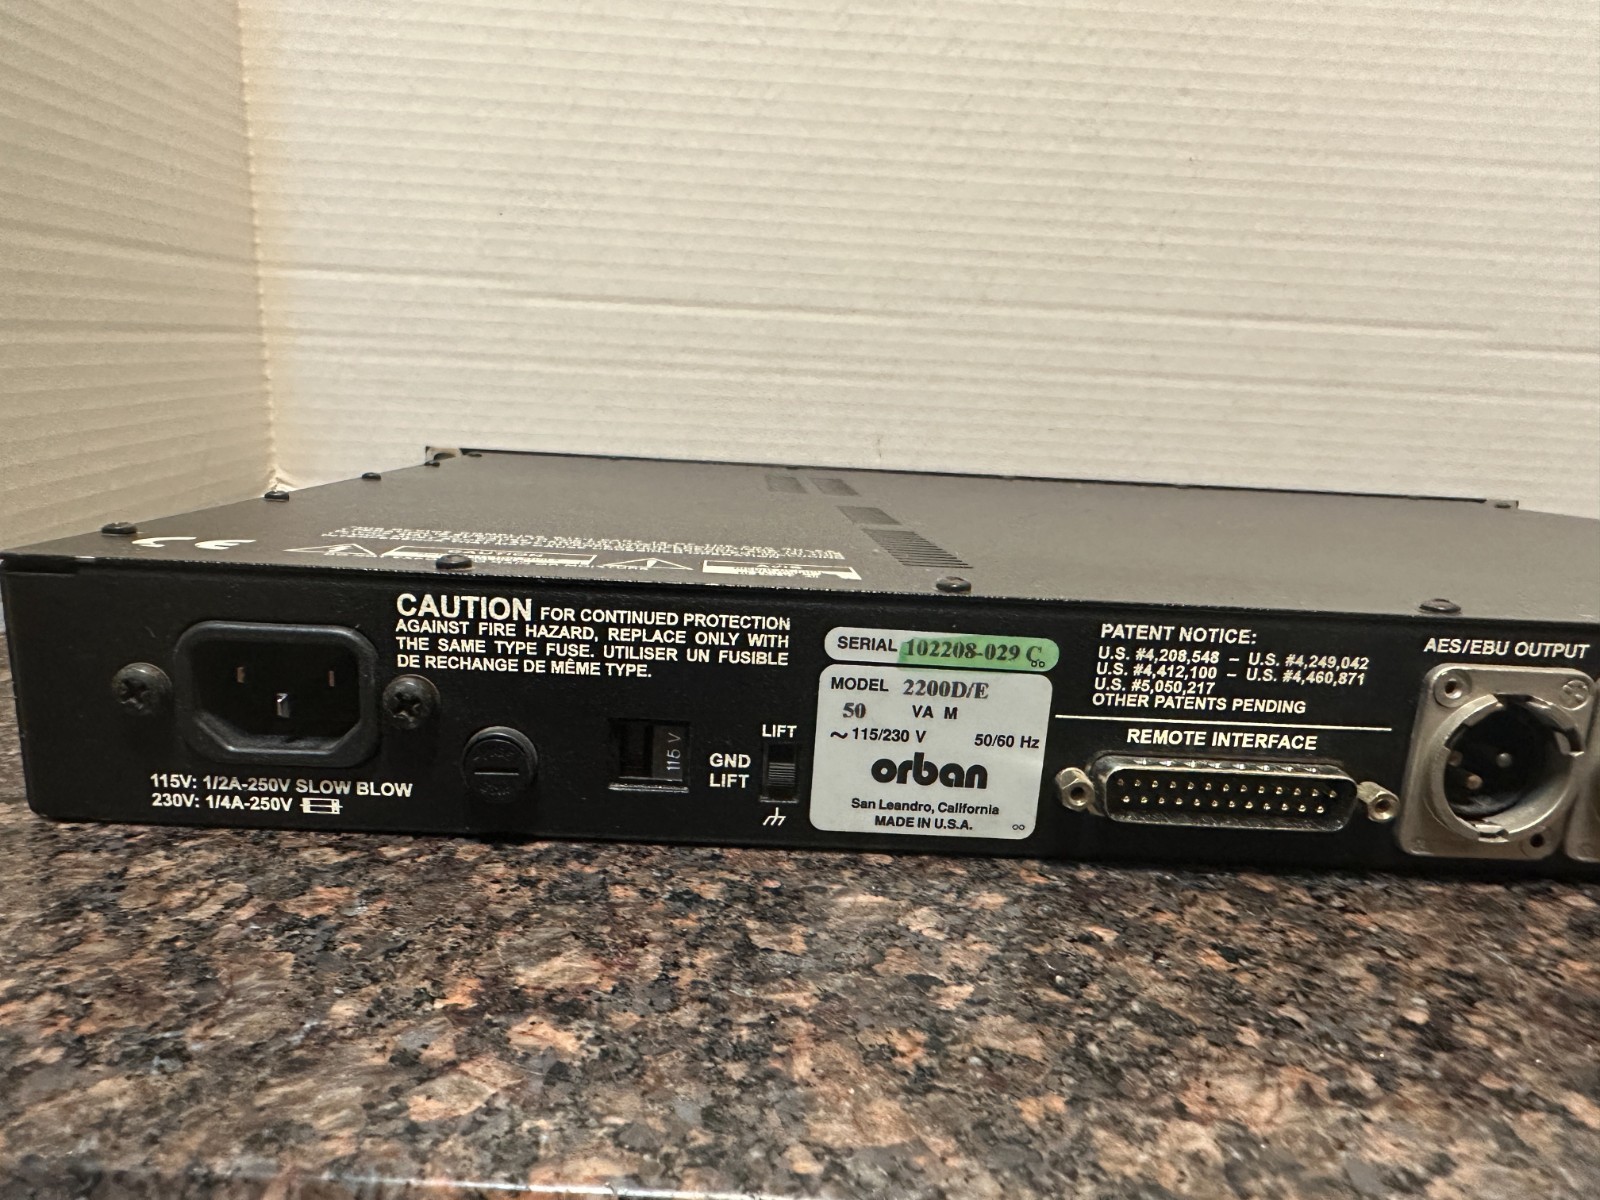 CE
CAUTION
CAUTION FOR CONTINUED PROTECTION
AGAINST FIRE HAZARD, REPLACE ONLY WITH
THE SAME TYPE FUSE. UTILISER UN FUSIBLE
DE RECHANGE DE MÊME TYPE.
115V: 1/2A-250V SLOW BLOW
230V: 1/4A-250V
115 V
LIFT
GND
LIFT
SERIAL 102208-029 C
MODEL 2200D/E
50 VA M
~ 115/230 V 50/60 Hz
orban
San Leandro, California
MADE IN U.S.A.
PATENT NOTICE:
U.S. #4,208,548 – U.S. #4,249,042
U.S. #4,412,100 – U.S. #4,460,871
U.S. #5,050,217
OTHER PATENTS PENDING
REMOTE INTERFACE
AES/EBU OUTPUT